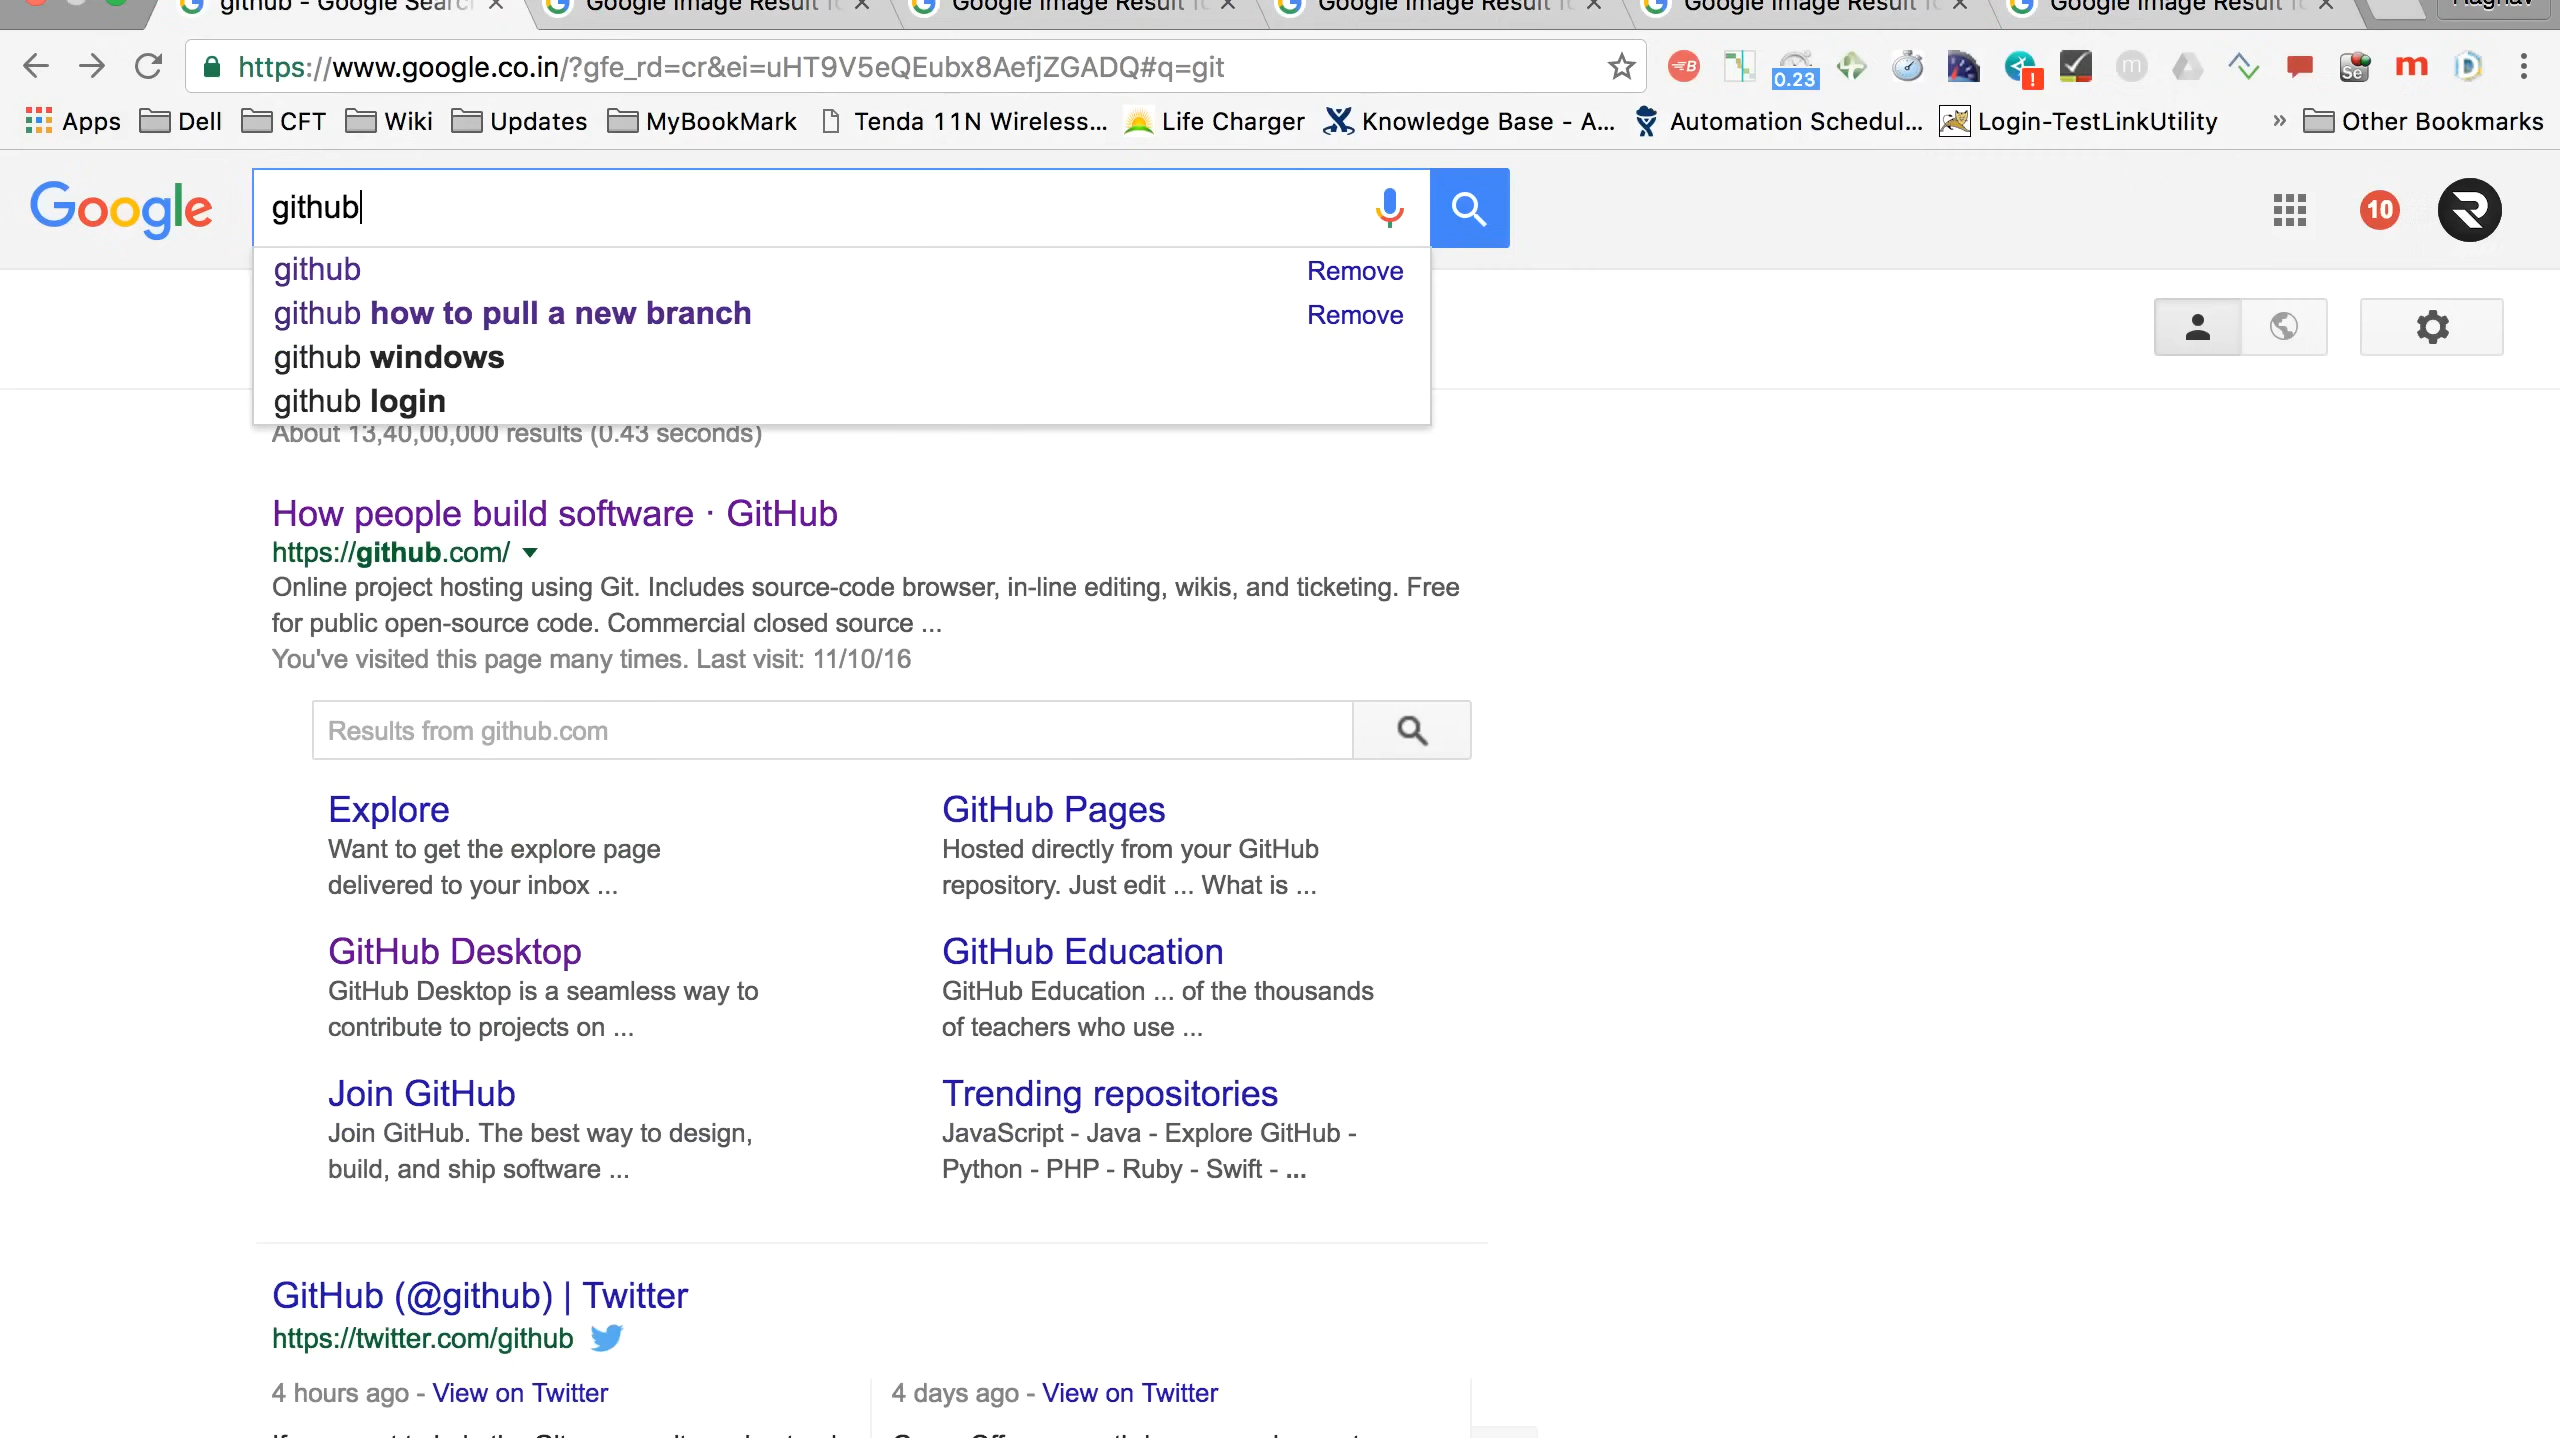 github - Google Search
Google Image Result fo
Google Image Result fo
Google Image Result fo
Google Image Result fo
Google Image Result fo
Raghav
https://www.google.co.in/?gfe_rd=cr&ei=uHT9V5eQEubx8AefjZGADQ#q=git
0.23
Apps Dell CFT Wiki Updates MyBookMark Tenda 11N Wireless... Life Charger Knowledge Base - A... Automation Schedul... Login-TestLinkUtility » Other Bookmarks
Google
github
10
github Remove
github how to pull a new branch Remove
github windows
github login
About 13,40,00,000 results (0.43 seconds)
How people build software · GitHub
https://github.com/
Online project hosting using Git. Includes source-code browser, in-line editing, wikis, and ticketing. Free
for public open-source code. Commercial closed source ...
You've visited this page many times. Last visit: 11/10/16
Results from github.com
Explore
Want to get the explore page
delivered to your inbox ...
GitHub Pages
Hosted directly from your GitHub
repository. Just edit ... What is ...
GitHub Desktop
GitHub Desktop is a seamless way to
contribute to projects on ...
GitHub Education
GitHub Education ... of the thousands
of teachers who use ...
Join GitHub
Join GitHub. The best way to design,
build, and ship software ...
Trending repositories
JavaScript - Java - Explore GitHub -
Python - PHP - Ruby - Swift - ...
GitHub (@github) | Twitter
https://twitter.com/github
4 hours ago - View on Twitter
4 days ago - View on Twitter